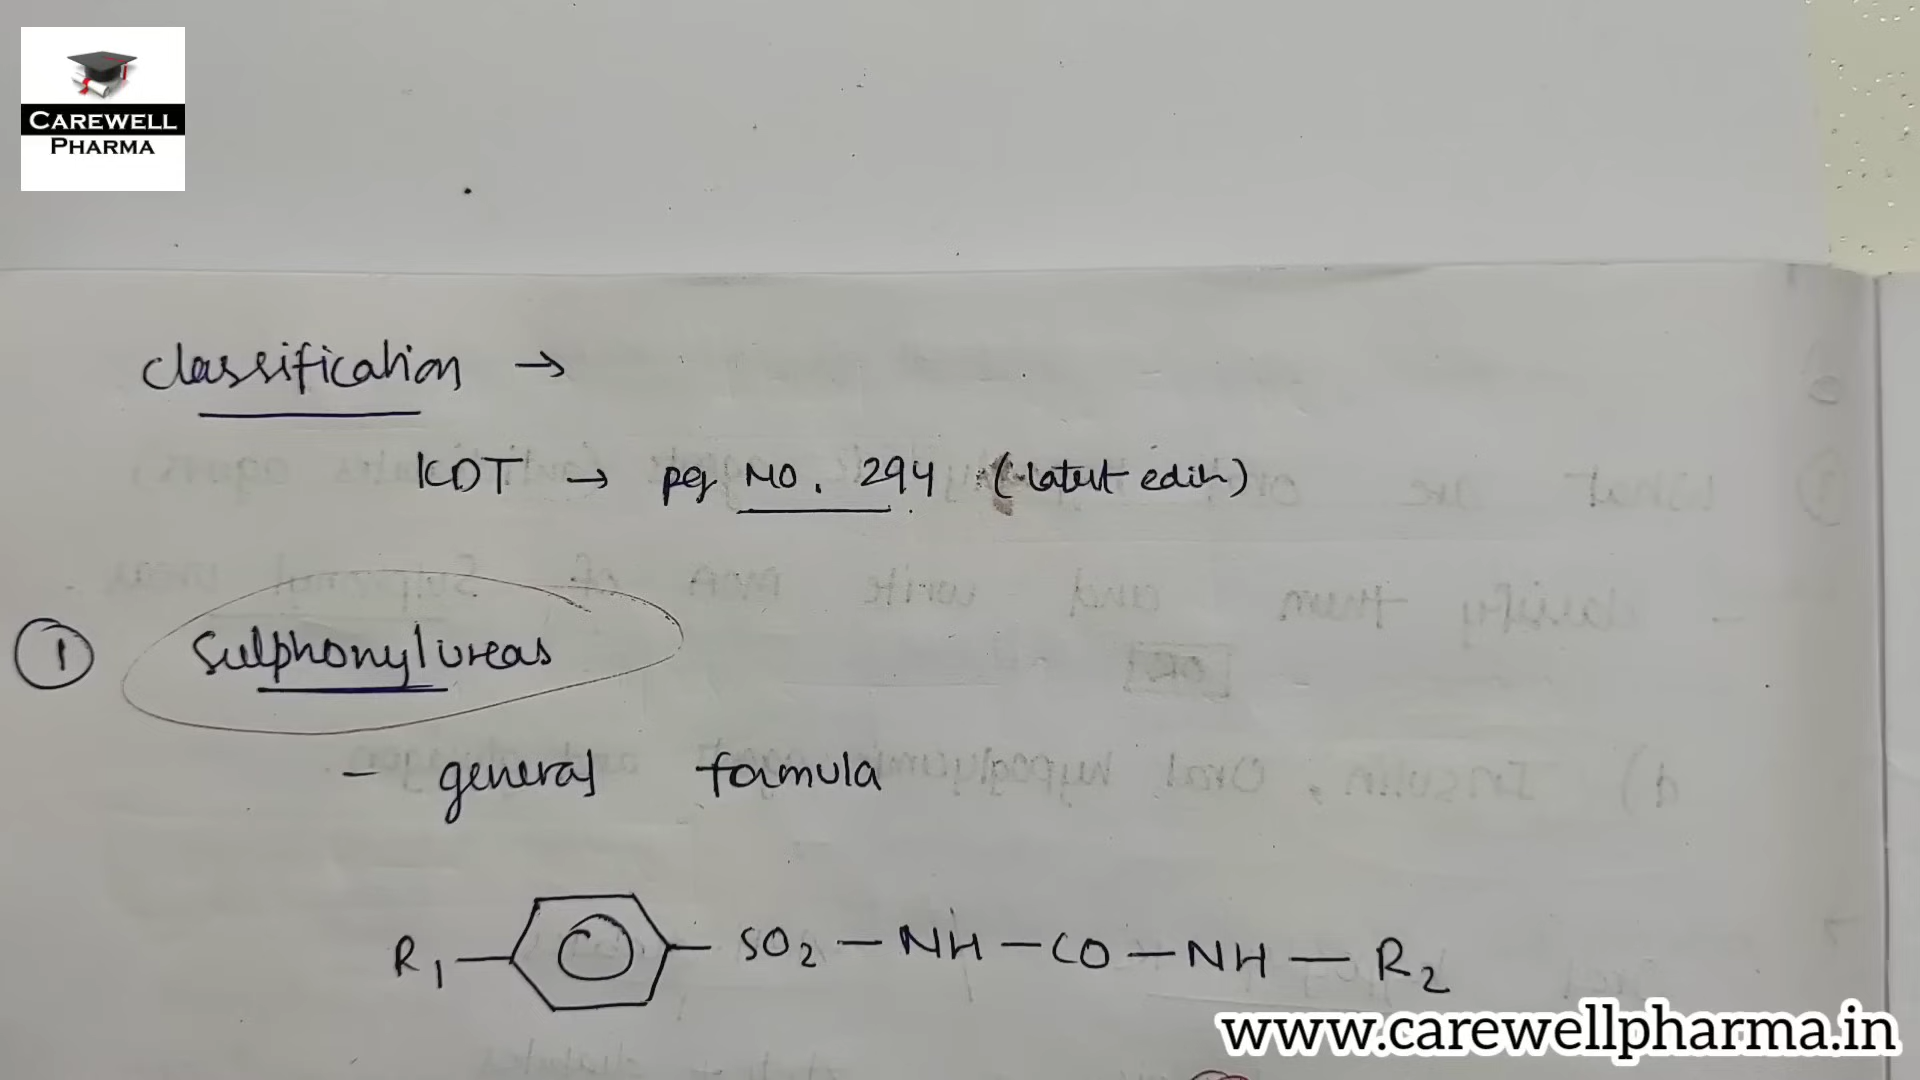 CAREWELL
PHARMA
classification →
KDT → peg No. 294 (latest edin)
① Sulphonylureas
- general formula
R1 — — SO2 — NH — CO — NH — R2
www.carewellpharma.in